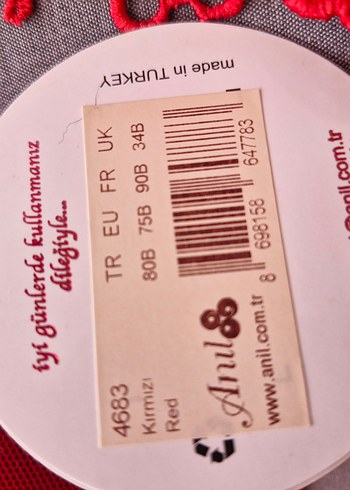 made in TURKEY
iyi günlerde kullanmanız
dileğiyle...
4683
Kırmızı
Red
TR EU FR UK
80B 75B 90B 34B
8 698158 647783
Anıl
www.anil.com.tr
anil.com.tr